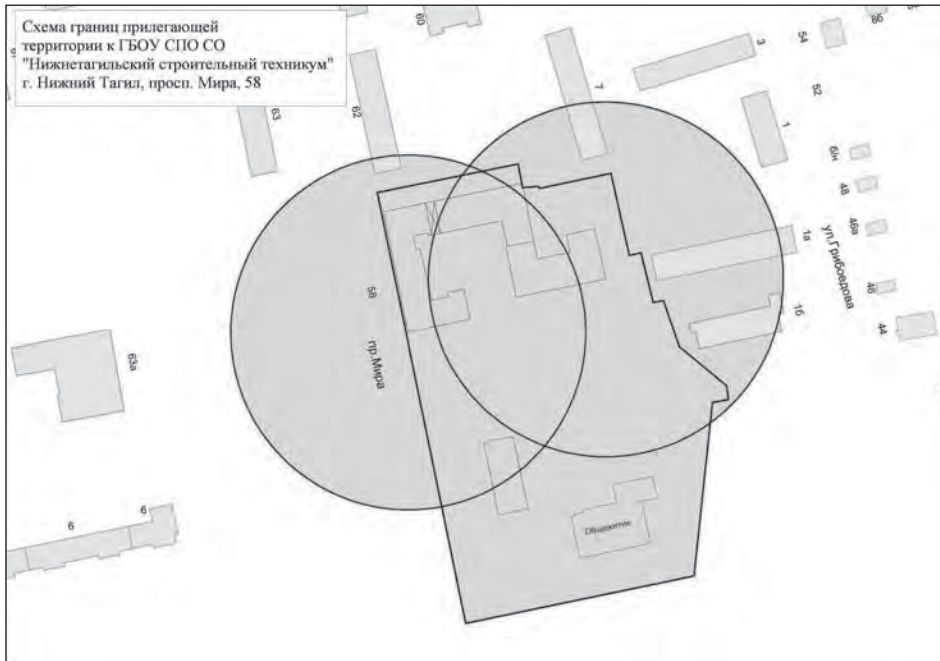 Схема границ прилегающей
территории к ГБОУ СПО СО
"Нижнетагильский строительный техникум"
г. Нижний Тагил, просп. Мира, 58
60
86
54
3
52
7
62
63
1
б/н
48
46а
ул.Грибоедова
1а
46
44
1б
58
пр.Мира
63а
Общежитие
6
6